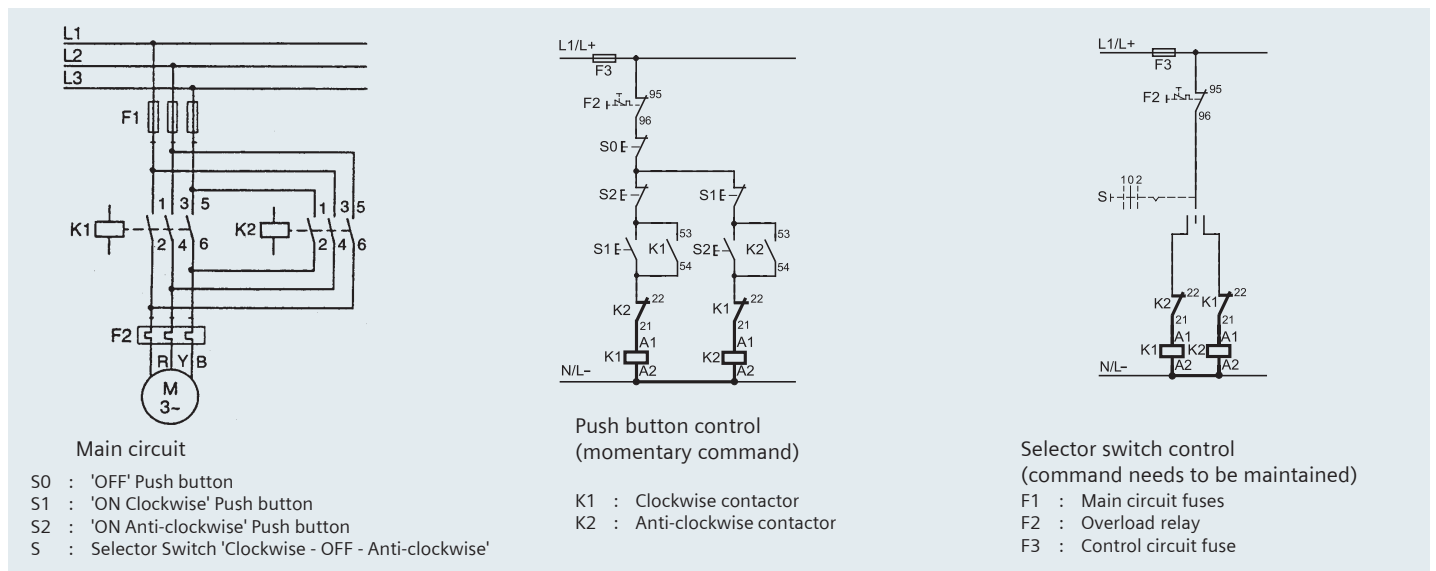 L1
L2
L3
F1
1 3 5
K1
2 4 6
1 3 5
K2
2 4 6
F2
R Y B
M
3~
Main circuit
S0 : 'OFF' Push button
S1 : 'ON Clockwise' Push button
S2 : 'ON Anti-clockwise' Push button
S : Selector Switch 'Clockwise - OFF - Anti-clockwise'
L1/L+
F3
F2 95
96
S0
S2 S1
53 53
S1 K1 S2 K2
54 54
K2 22 K1 22
21 21
A1 A1
K1 K2
A2 A2
N/L–
Push button control
(momentary command)
K1 : Clockwise contactor
K2 : Anti-clockwise contactor
L1/L+
F3
F2 95
96
1 0 2
S
K2 22 K1 22
21 21
A1 A1
K1 K2
A2 A2
N/L–
Selector switch control
(command needs to be maintained)
F1 : Main circuit fuses
F2 : Overload relay
F3 : Control circuit fuse